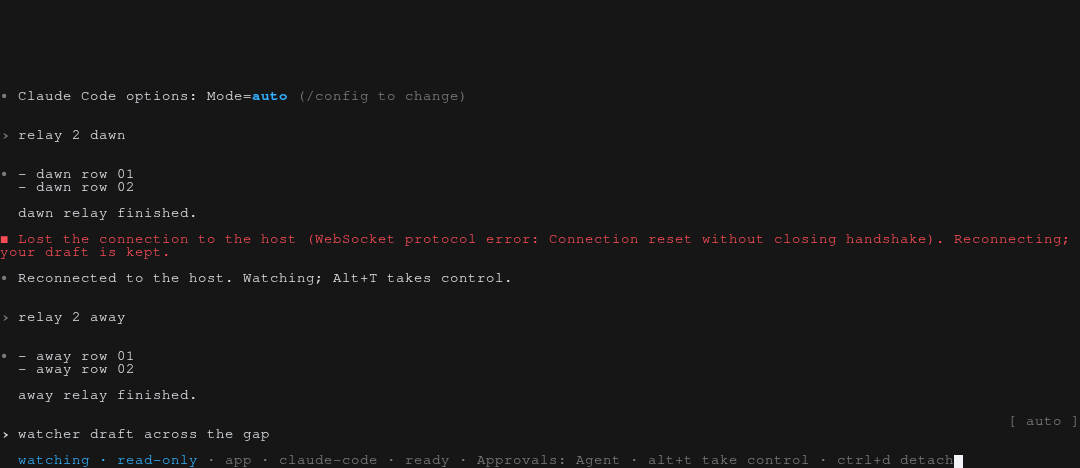 • Claude Code options: Mode=auto (/config to change)
› relay 2 dawn
• - dawn row 01
- dawn row 02
dawn relay finished.
■ Lost the connection to the host (WebSocket protocol error: Connection reset without closing handshake). Reconnecting;
your draft is kept.
• Reconnected to the host. Watching; Alt+T takes control.
› relay 2 away
• - away row 01
- away row 02
away relay finished.
[ auto ]
› watcher draft across the gap
watching · read-only · app · claude-code · ready · Approvals: Agent · alt+t take control · ctrl+d detach